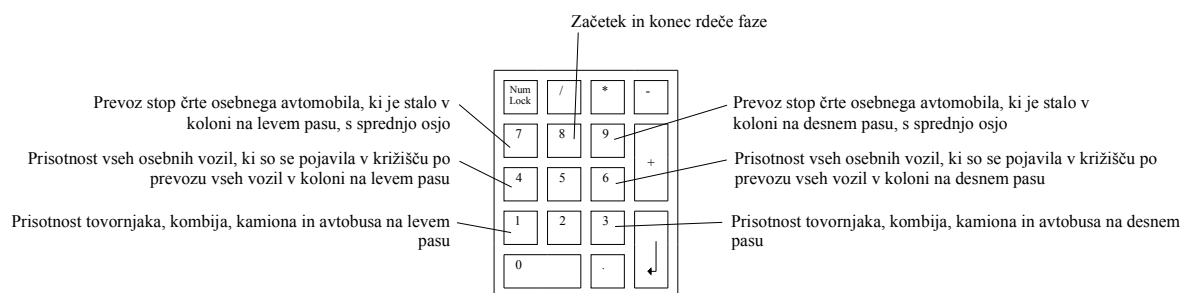 Začetek in konec rdeče faze
Num
Lock
/
*
-
Prevoz stop črte osebnega avtomobila, ki je stalo v
koloni na levem pasu, s sprednjo osjo
7
8
9
+
Prevoz stop črte osebnega avtomobila, ki je stalo v
koloni na desnem pasu, s sprednjo osjo
Prisotnost vseh osebnih vozil, ki so se pojavila v križišču po
prevozu vseh vozil v koloni na levem pasu
4
5
6
Prisotnost vseh osebnih vozil, ki so se pojavila v križišču po
prevozu vseh vozil v koloni na desnem pasu
Prisotnost tovornjaka, kombija, kamiona in avtobusa na levem
pasu
1
2
3
Prisotnost tovornjaka, kombija, kamiona in avtobusa na desnem
pasu
0
.